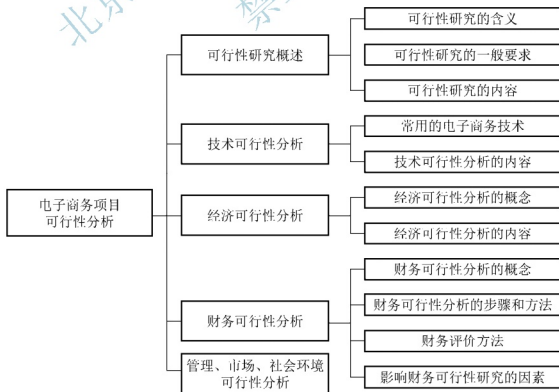 北京
禁
可行性研究的含义
可行性研究概述
可行性研究的一般要求
可行性研究的内容
常用的电子商务技术
技术可行性分析
技术可行性分析的内容
电子商务项目
可行性分析
经济可行性分析的概念
经济可行性分析
经济可行性分析的内容
财务可行性分析的概念
财务可行性分析的步骤和方法
财务可行性分析
财务评价方法
管理、市场、社会环境
可行性分析
影响财务可行性研究的因素